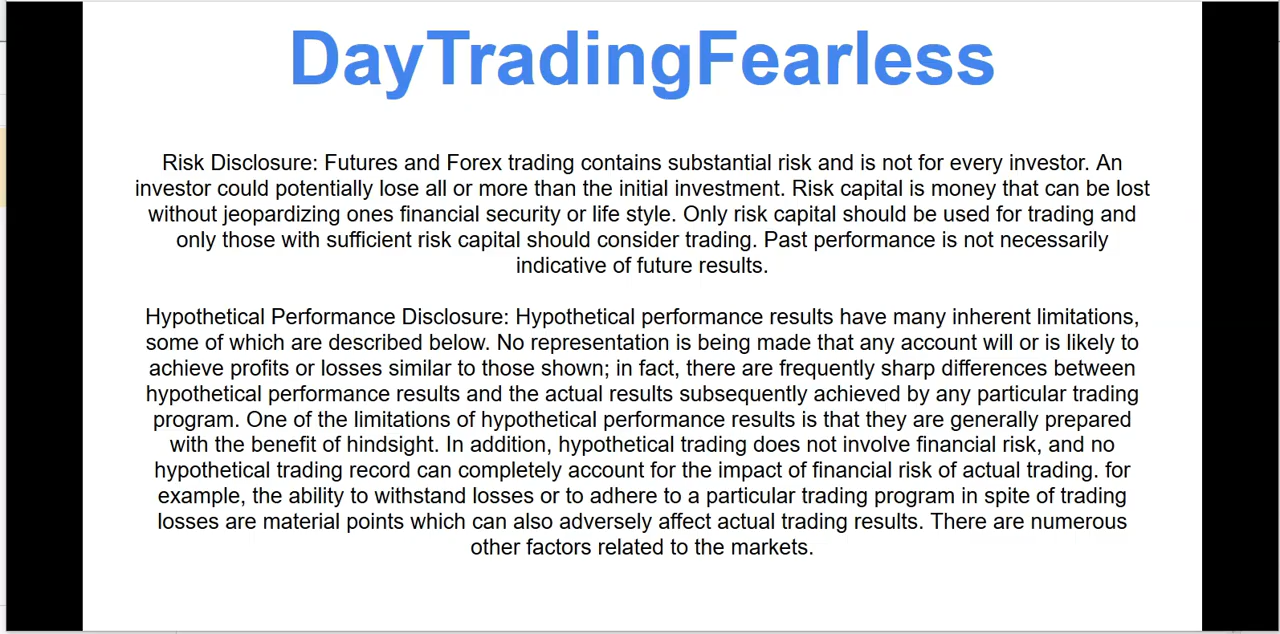 DayTradingFearless
Risk Disclosure: Futures and Forex trading contains substantial risk and is not for every investor. An
investor could potentially lose all or more than the initial investment. Risk capital is money that can be lost
without jeopardizing ones financial security or life style. Only risk capital should be used for trading and
only those with sufficient risk capital should consider trading. Past performance is not necessarily
indicative of future results.
Hypothetical Performance Disclosure: Hypothetical performance results have many inherent limitations,
some of which are described below. No representation is being made that any account will or is likely to
achieve profits or losses similar to those shown; in fact, there are frequently sharp differences between
hypothetical performance results and the actual results subsequently achieved by any particular trading
program. One of the limitations of hypothetical performance results is that they are generally prepared
with the benefit of hindsight. In addition, hypothetical trading does not involve financial risk, and no
hypothetical trading record can completely account for the impact of financial risk of actual trading. for
example, the ability to withstand losses or to adhere to a particular trading program in spite of trading
losses are material points which can also adversely affect actual trading results. There are numerous
other factors related to the markets.